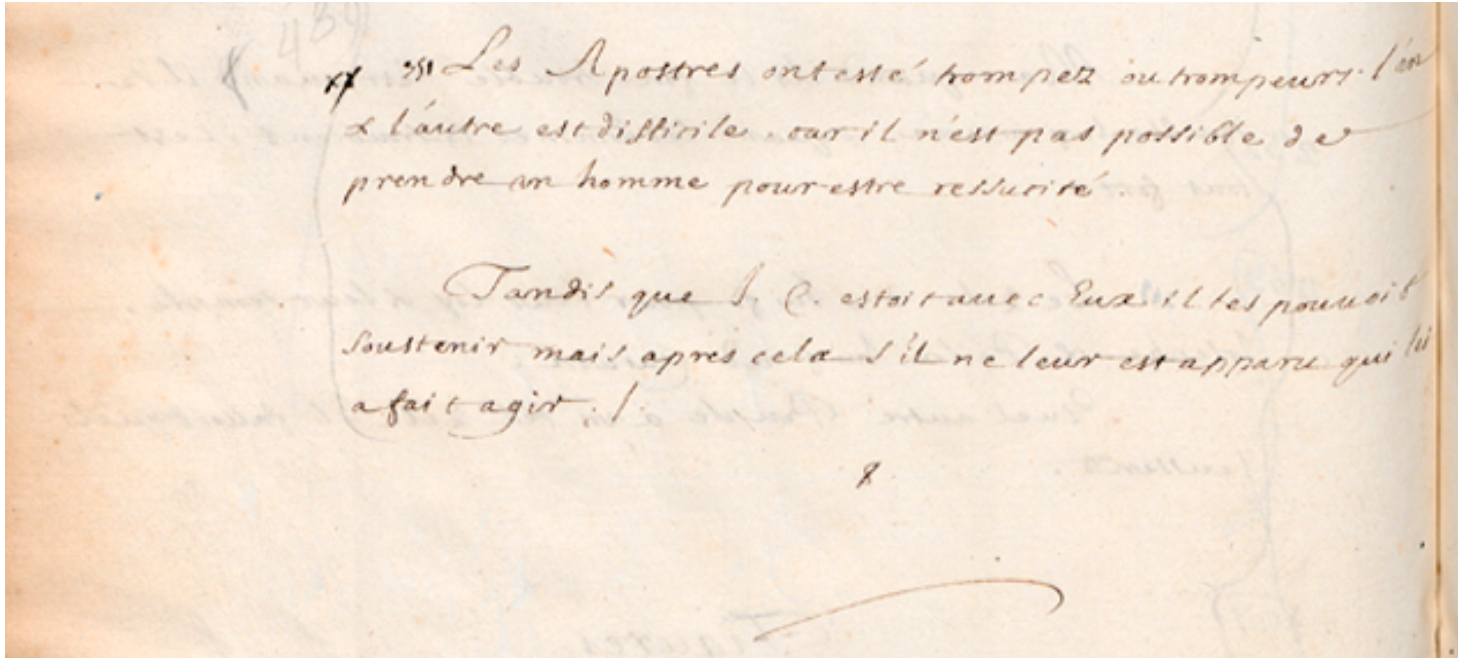 Les Apostres ont esté trompez ou trompeurs. l'un
& l'autre est difficile. car il n'est pas possible de
prendre un homme pour estre ressucité
Tandis que J. C. estoit avec Eux il les pouvoit
soustenir mais apres cela s'il ne leur est apparu qui les
a fait agir. /